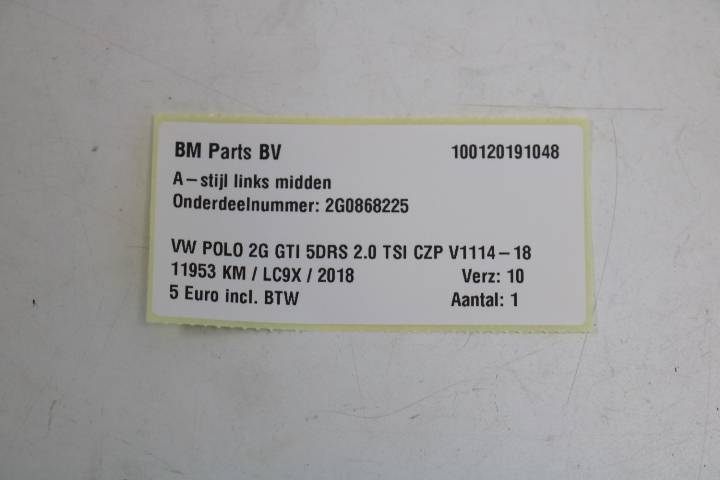 BM Parts BV 100120191048
A-stijl links midden
Onderdeelnummer: 2G0868225
VW POLO 2G GTI 5DRS 2.0 TSI CZP V1114-18
11953 KM / LC9X / 2018 Verz: 10
5 Euro incl. BTW Aantal: 1